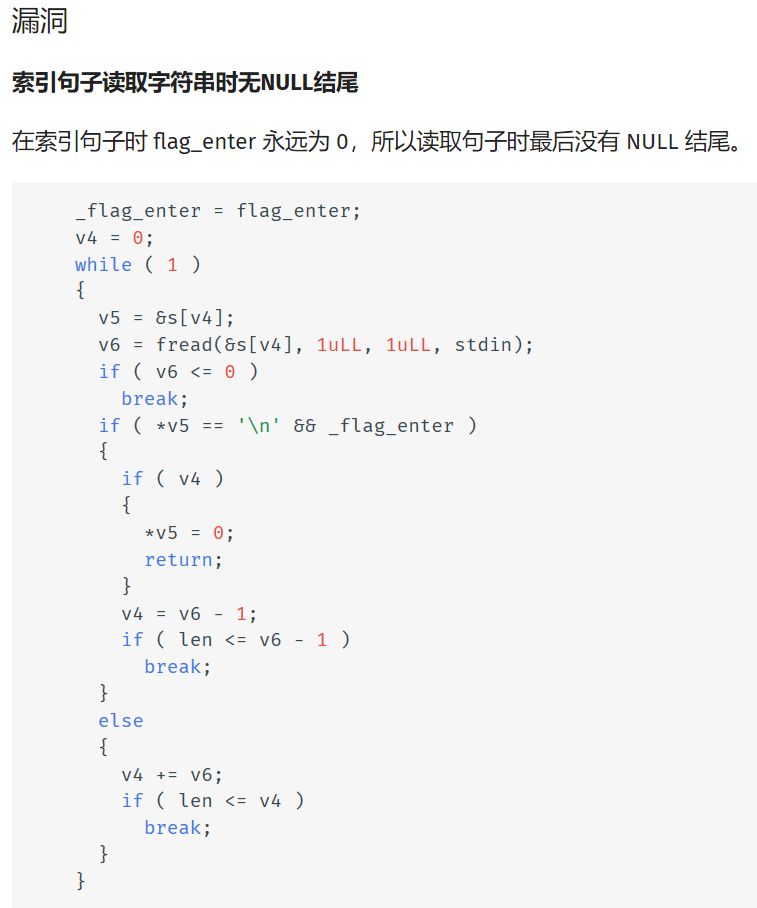 漏洞
索引句子读取字符串时无NULL结尾
在索引句子时 flag_enter 永远为 0，所以读取句子时最后没有 NULL 结尾。
_flag_enter = flag_enter;
v4 = 0;
while ( 1 )
{
  v5 = &s[v4];
  v6 = fread(&s[v4], 1uLL, 1uLL, stdin);
  if ( v6 <= 0 )
    break;
  if ( *v5 == '\n' && _flag_enter )
  {
    if ( v4 )
    {
      *v5 = 0;
      return;
    }
    v4 = v6 - 1;
    if ( len <= v6 - 1 )
      break;
  }
  else
  {
    v4 += v6;
    if ( len <= v4 )
      break;
  }
}